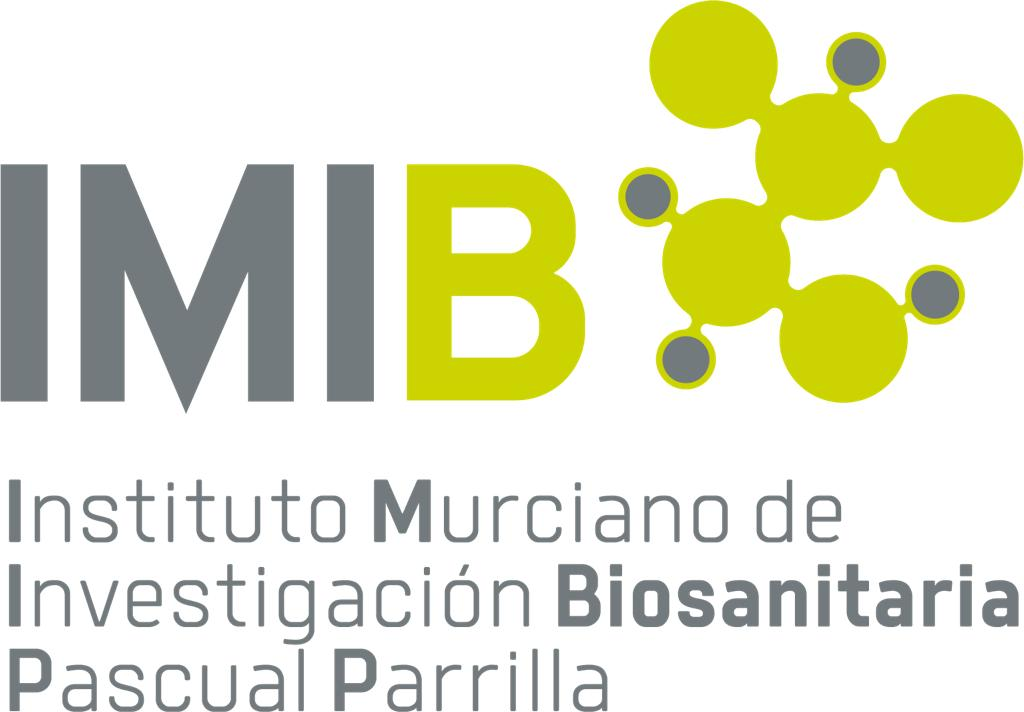 IMIB
Instituto Murciano de
Investigación Biosanitaria
Pascual Parrilla